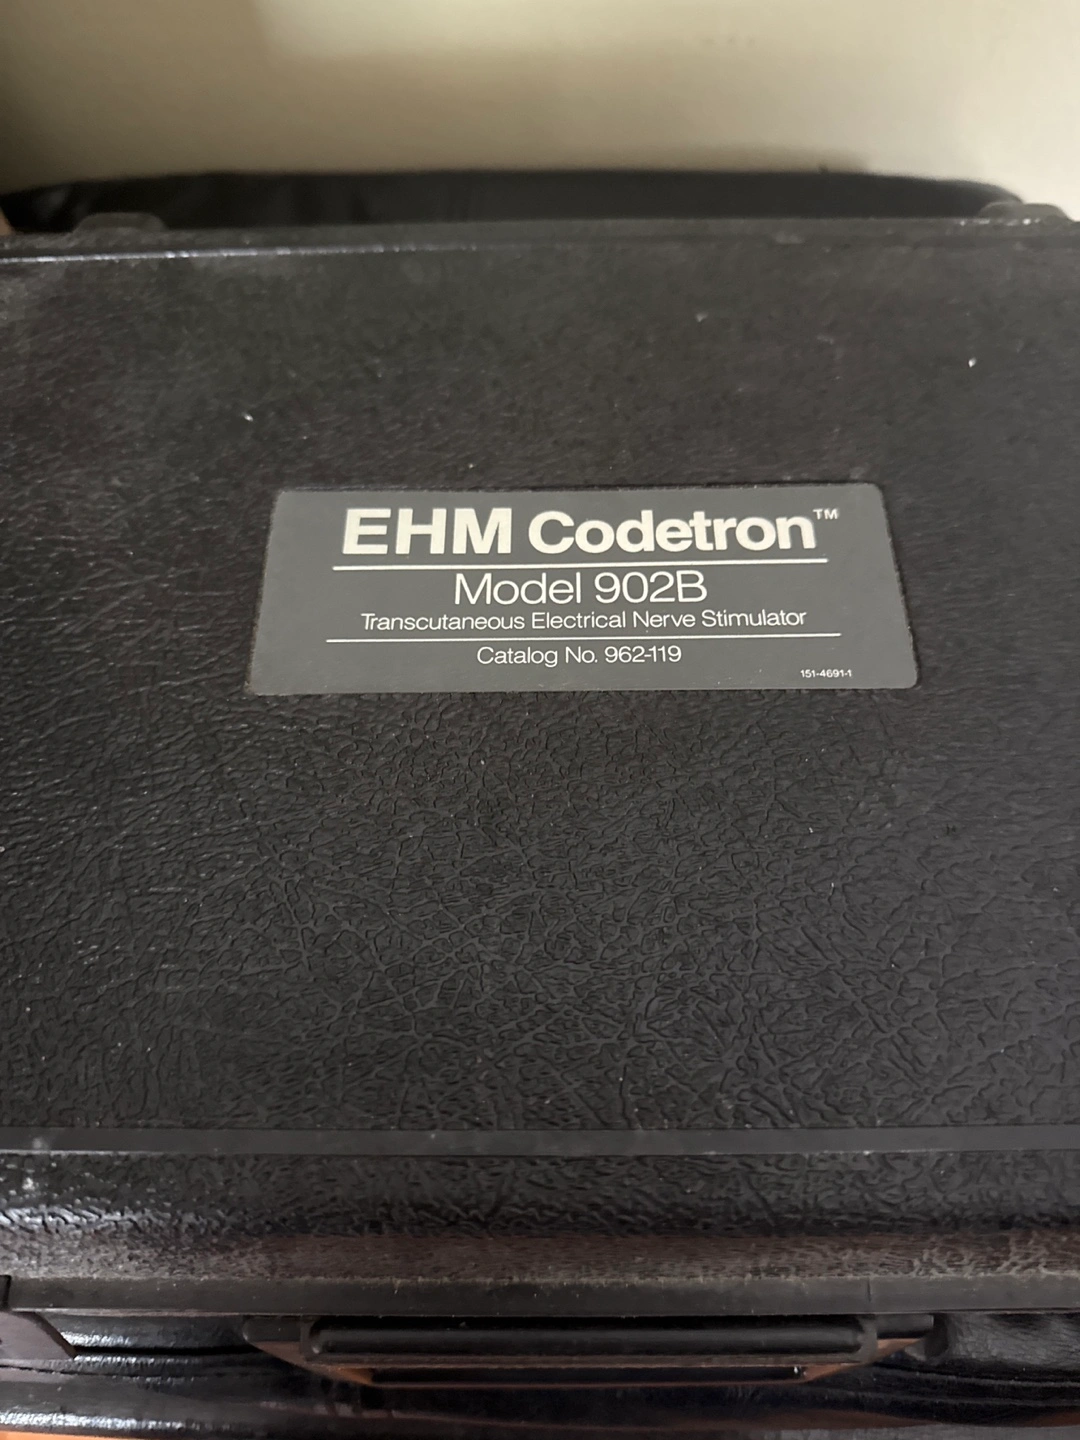 EHM Codetron™
Model 902B
Transcutaneous Electrical Nerve Stimulator
Catalog No. 962-119
151-4691-1